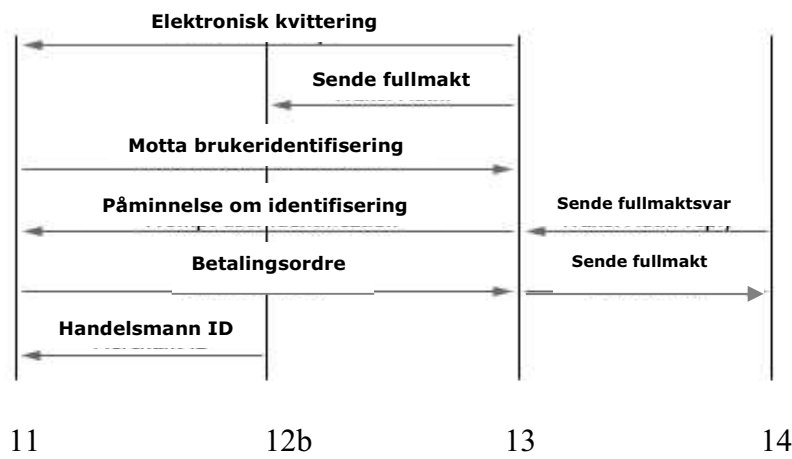 Elektronisk kvittering
Sende fullmakt
Motta brukeridentifisering
Påminnelse om identifisering
Sende fullmaktsvar
Betalingsordre
Sende fullmakt
Handelsmann ID
11
12b
13
14